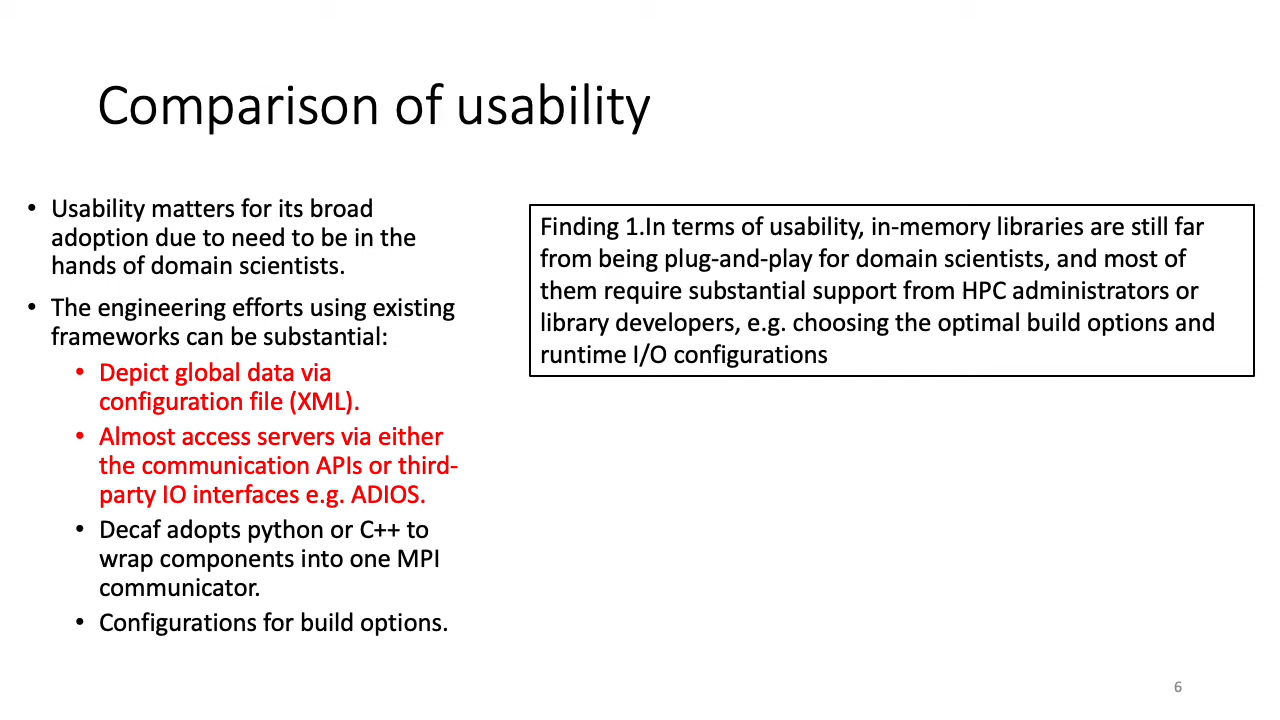 Comparison of usability
• Usability matters for its broad
adoption due to need to be in the
hands of domain scientists.
• The engineering efforts using existing
frameworks can be substantial:
• Depict global data via
configuration file (XML).
• Almost access servers via either
the communication APIs or third-
party IO interfaces e.g. ADIOS.
• Decaf adopts python or C++ to
wrap components into one MPI
communicator.
• Configurations for build options.
Finding 1.In terms of usability, in-memory libraries are still far
from being plug-and-play for domain scientists, and most of
them require substantial support from HPC administrators or
library developers, e.g. choosing the optimal build options and
runtime I/O configurations
6